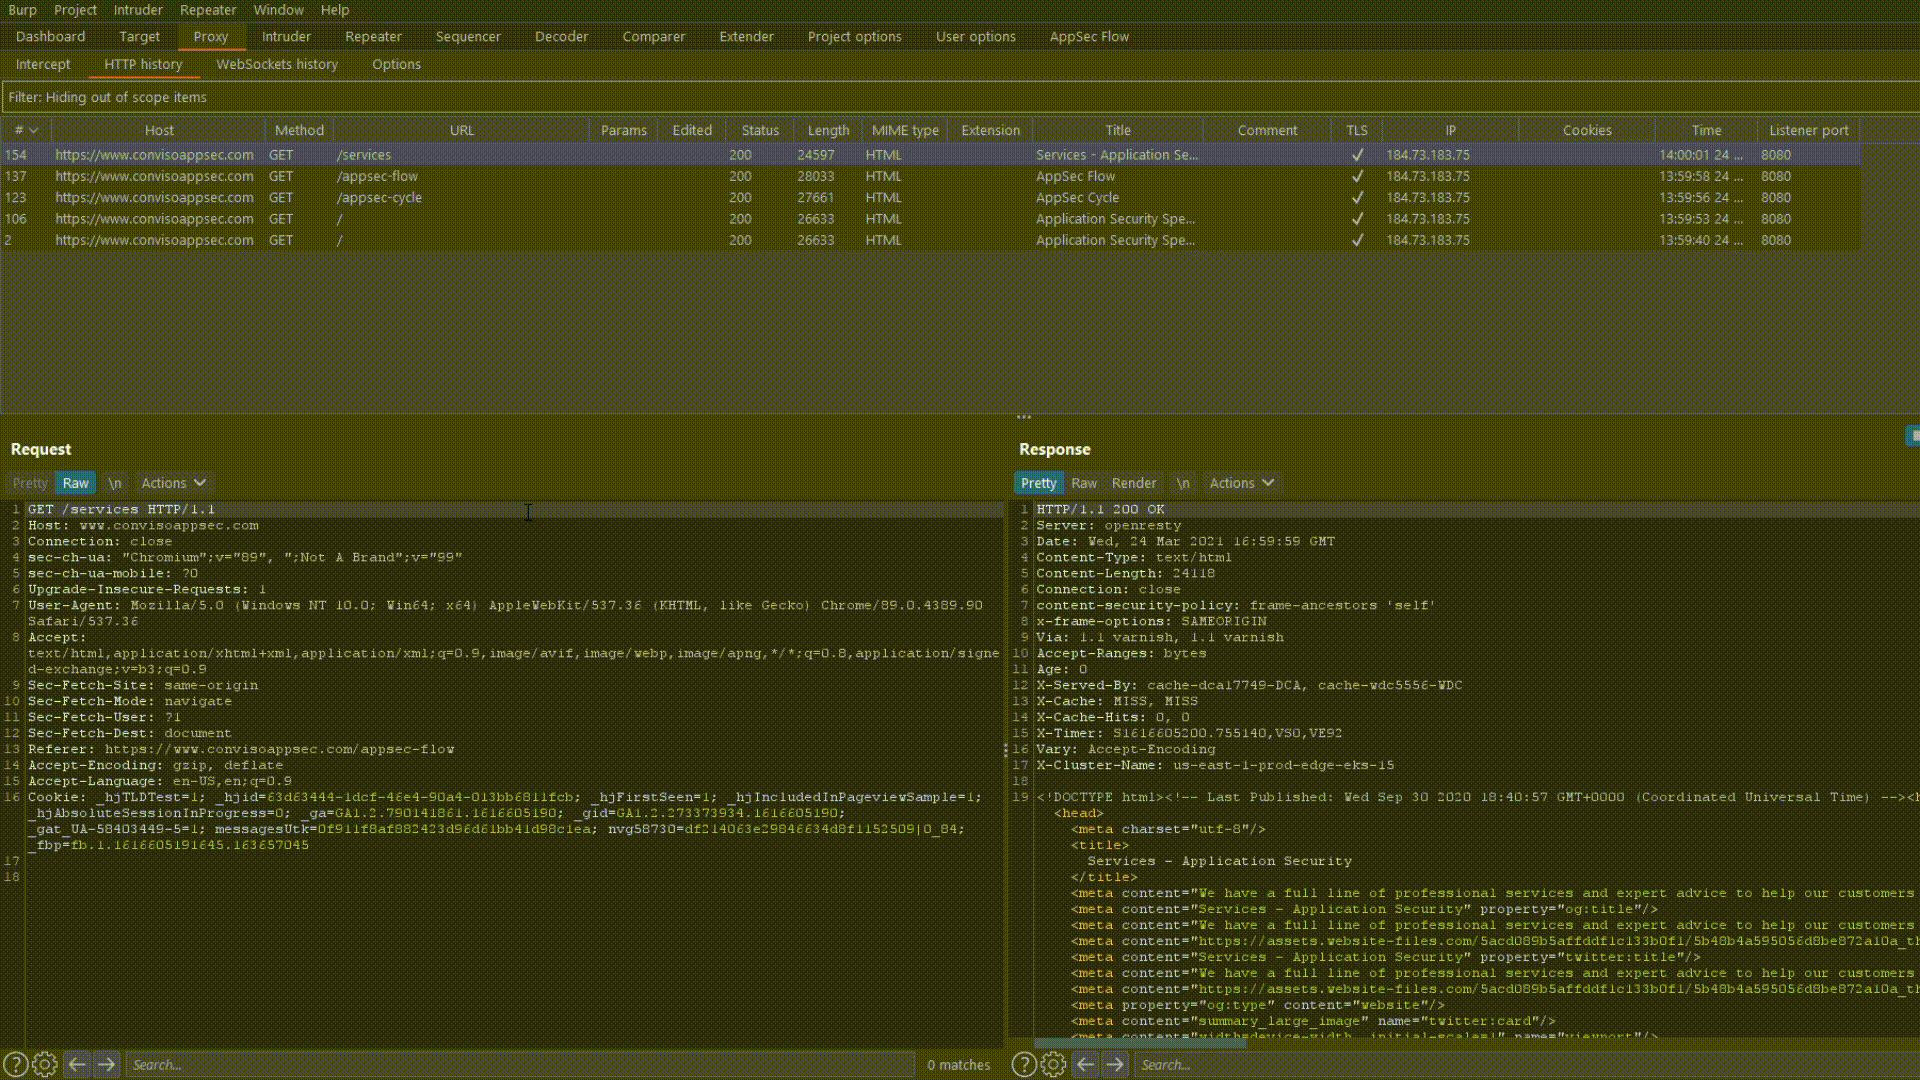 Burp Project Intruder Repeater Window Help
Dashboard Target Proxy Intruder Repeater Sequencer Decoder Comparer Extender Project options User options AppSec Flow
Intercept HTTP history WebSockets history Options
Filter: Hiding out of scope items
# Host Method URL Params Edited Status Length MIME type Extension Title Comment TLS IP Cookies Time Listener port
154 https://www.convisoappsec.com GET /services 200 24597 HTML Services - Application Se... ✓ 184.73.183.75 14:00:01 24 ... 8080
137 https://www.convisoappsec.com GET /appsec-flow 200 28033 HTML AppSec Flow ✓ 184.73.183.75 13:59:58 24 ... 8080
123 https://www.convisoappsec.com GET /appsec-cycle 200 27661 HTML AppSec Cycle ✓ 184.73.183.75 13:59:56 24 ... 8080
106 https://www.convisoappsec.com GET / 200 26633 HTML Application Security Spe... ✓ 184.73.183.75 13:59:53 24 ... 8080
2 https://www.convisoappsec.com GET / 200 26633 HTML Application Security Spe... ✓ 184.73.183.75 13:59:40 24 ... 8080
Request
Pretty Raw \n Actions
1 GET /services HTTP/1.1
2 Host: www.convisoappsec.com
3 Connection: close
4 sec-ch-ua: "Chromium";v="89", ";Not A Brand";v="99"
5 sec-ch-ua-mobile: ?0
6 Upgrade-Insecure-Requests: 1
7 User-Agent: Mozilla/5.0 (Windows NT 10.0; Win64; x64) AppleWebKit/537.36 (KHTML, like Gecko) Chrome/89.0.4389.90
Safari/537.36
8 Accept:
text/html,application/xhtml+xml,application/xml;q=0.9,image/avif,image/webp,image/apng,*/*;q=0.8,application/signe
d-exchange;v=b3;q=0.9
9 Sec-Fetch-Site: same-origin
10 Sec-Fetch-Mode: navigate
11 Sec-Fetch-User: ?1
12 Sec-Fetch-Dest: document
13 Referer: https://www.convisoappsec.com/appsec-flow
14 Accept-Encoding: gzip, deflate
15 Accept-Language: en-US,en;q=0.9
16 Cookie: _hjTLDTest=1; _hjid=63d63444-1dcf-46e4-90a4-013bb6811fcb; _hjFirstSeen=1; _hjIncludedInPageviewSample=1;
_hjAbsoluteSessionInProgress=0; _ga=GA1.2.790141861.1616605190; _gid=GA1.2.273373934.1616605190;
_gat_UA-58403449-5=1; messagesUtk=0f911f8af882423d96d61bb41d98c1ea; nvg58730=df214063e29846634d8f1152509|0_84;
_fbp=fb.1.1616605191645.163657045
17
18
Search...
0 matches
Response
Pretty Raw Render \n Actions
1 HTTP/1.1 200 OK
2 Server: openresty
3 Date: Wed, 24 Mar 2021 16:59:59 GMT
4 Content-Type: text/html
5 Content-Length: 24118
6 Connection: close
7 content-security-policy: frame-ancestors 'self'
8 x-frame-options: SAMEORIGIN
9 Via: 1.1 varnish, 1.1 varnish
10 Accept-Ranges: bytes
11 Age: 0
12 X-Served-By: cache-dca17749-DCA, cache-wdc5556-WDC
13 X-Cache: MISS, MISS
14 X-Cache-Hits: 0, 0
15 X-Timer: S1616605200.755140,VS0,VE92
16 Vary: Accept-Encoding
17 X-Cluster-Name: us-east-1-prod-edge-eks-15
18
19 <!DOCTYPE html><!-- Last Published: Wed Sep 30 2020 18:40:57 GMT+0000 (Coordinated Universal Time) --><h
<head>
<meta charset="utf-8"/>
<title>
Services - Application Security
</title>
<meta content="We have a full line of professional services and expert advice to help our customers
<meta content="Services - Application Security" property="og:title"/>
<meta content="We have a full line of professional services and expert advice to help our customers
<meta content="https://assets.website-files.com/5acd089b5affddf1c133b0f1/5b48b4a595056d8be872a10a_th
<meta content="Services - Application Security" property="twitter:title"/>
<meta content="We have a full line of professional services and expert advice to help our customers
<meta content="https://assets.website-files.com/5acd089b5affddf1c133b0f1/5b48b4a595056d8be872a10a_th
<meta property="og:type" content="website"/>
<meta content="summary_large_image" name="twitter:card"/>
<meta content="width=device-width, initial-scale=1" name="viewport"/>
Search...